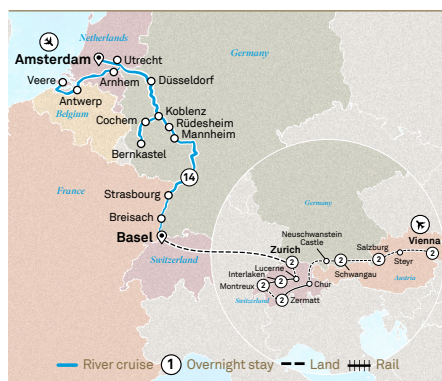 Netherlands
Amsterdam
Utrecht
Germany
Veere
Arnhem
Düsseldorf
Antwerp
Belgium
Koblenz
Cochem
Rüdesheim
Mannheim
Bernkastel
14
France
Strasbourg
Germany
Breisach
Neuschwanstein
Castle
Salzburg
Vienna
Basel
Zurich
2
2
2
2
Lucerne
Schwangau
Steyr
Austria
Switzerland
Interlaken
2
2
Chur
Montreux
2
Switzerland
2
Zermatt
River cruise
1
Overnight stay
Land
Rail